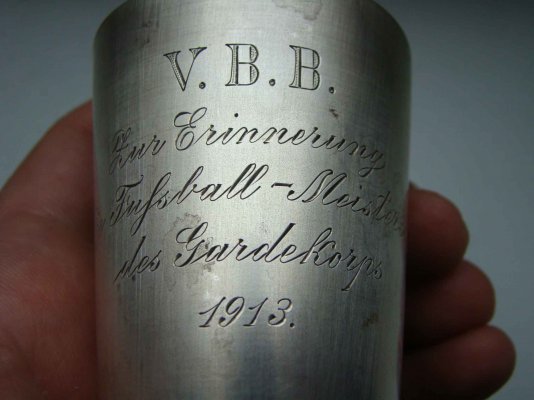 V. B. B.
Zur Erinnerung
Fußball-Meister
des Gardekorps
1913.